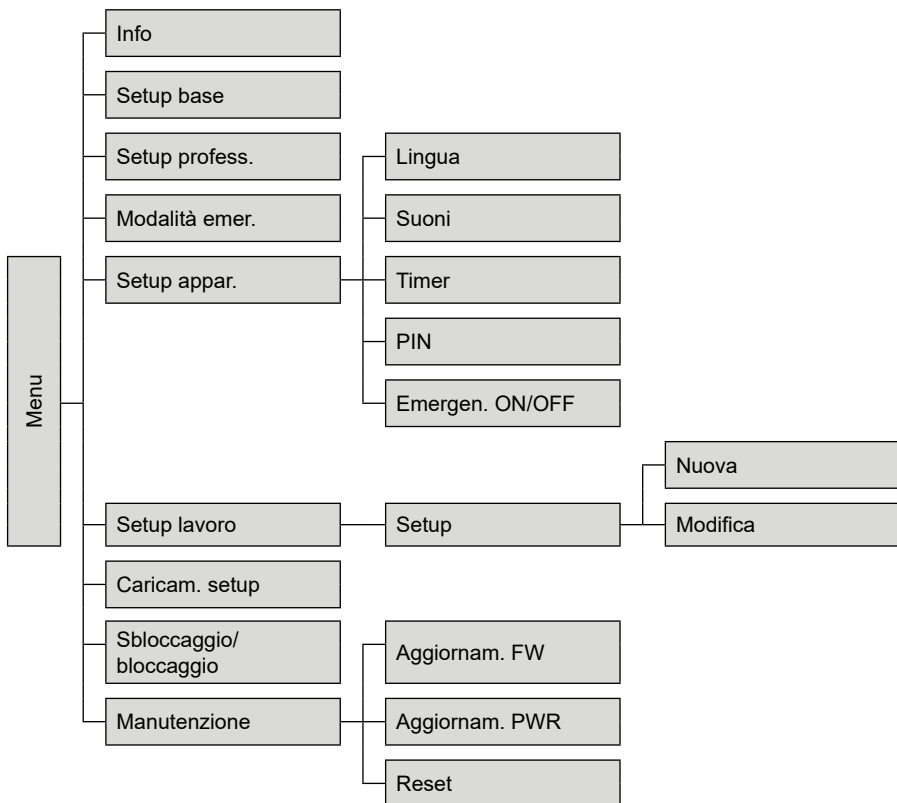 Info
Setup base
Setup profess.
Lingua
Modalità emer.
Suoni
Setup appar.
Timer
PIN
Menu
Emergen. ON/OFF
Nuova
Setup lavoro
Setup
Modifica
Caricam. setup
Sbloccaggio/
bloccaggio
Aggiornam. FW
Manutenzione
Aggiornam. PWR
Reset